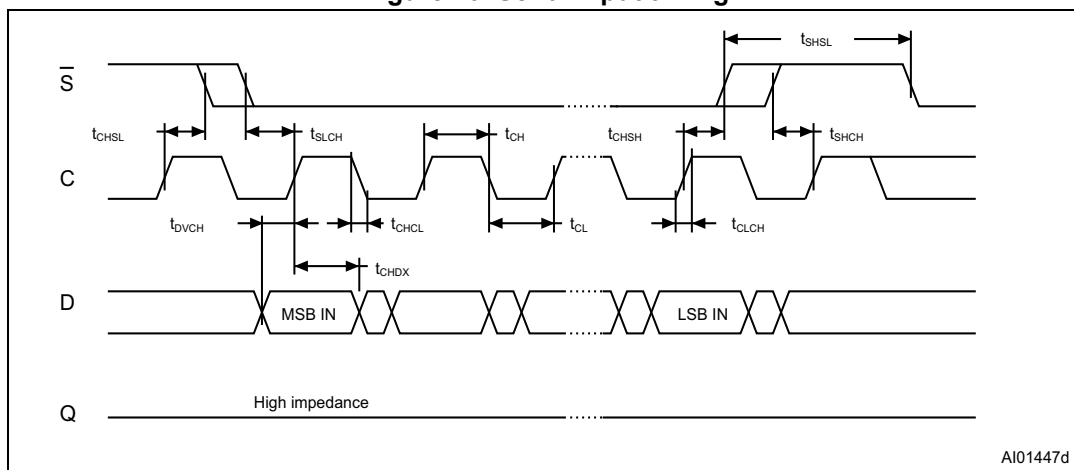 S
tSHSL
tCHSL
tSLCH
tCH
tCHSH
tSHCH
C
tDVCH
tCHCL
tCL
tCLCH
tCHDX
D
MSB IN
LSB IN
High impedance
Q
AI01447d